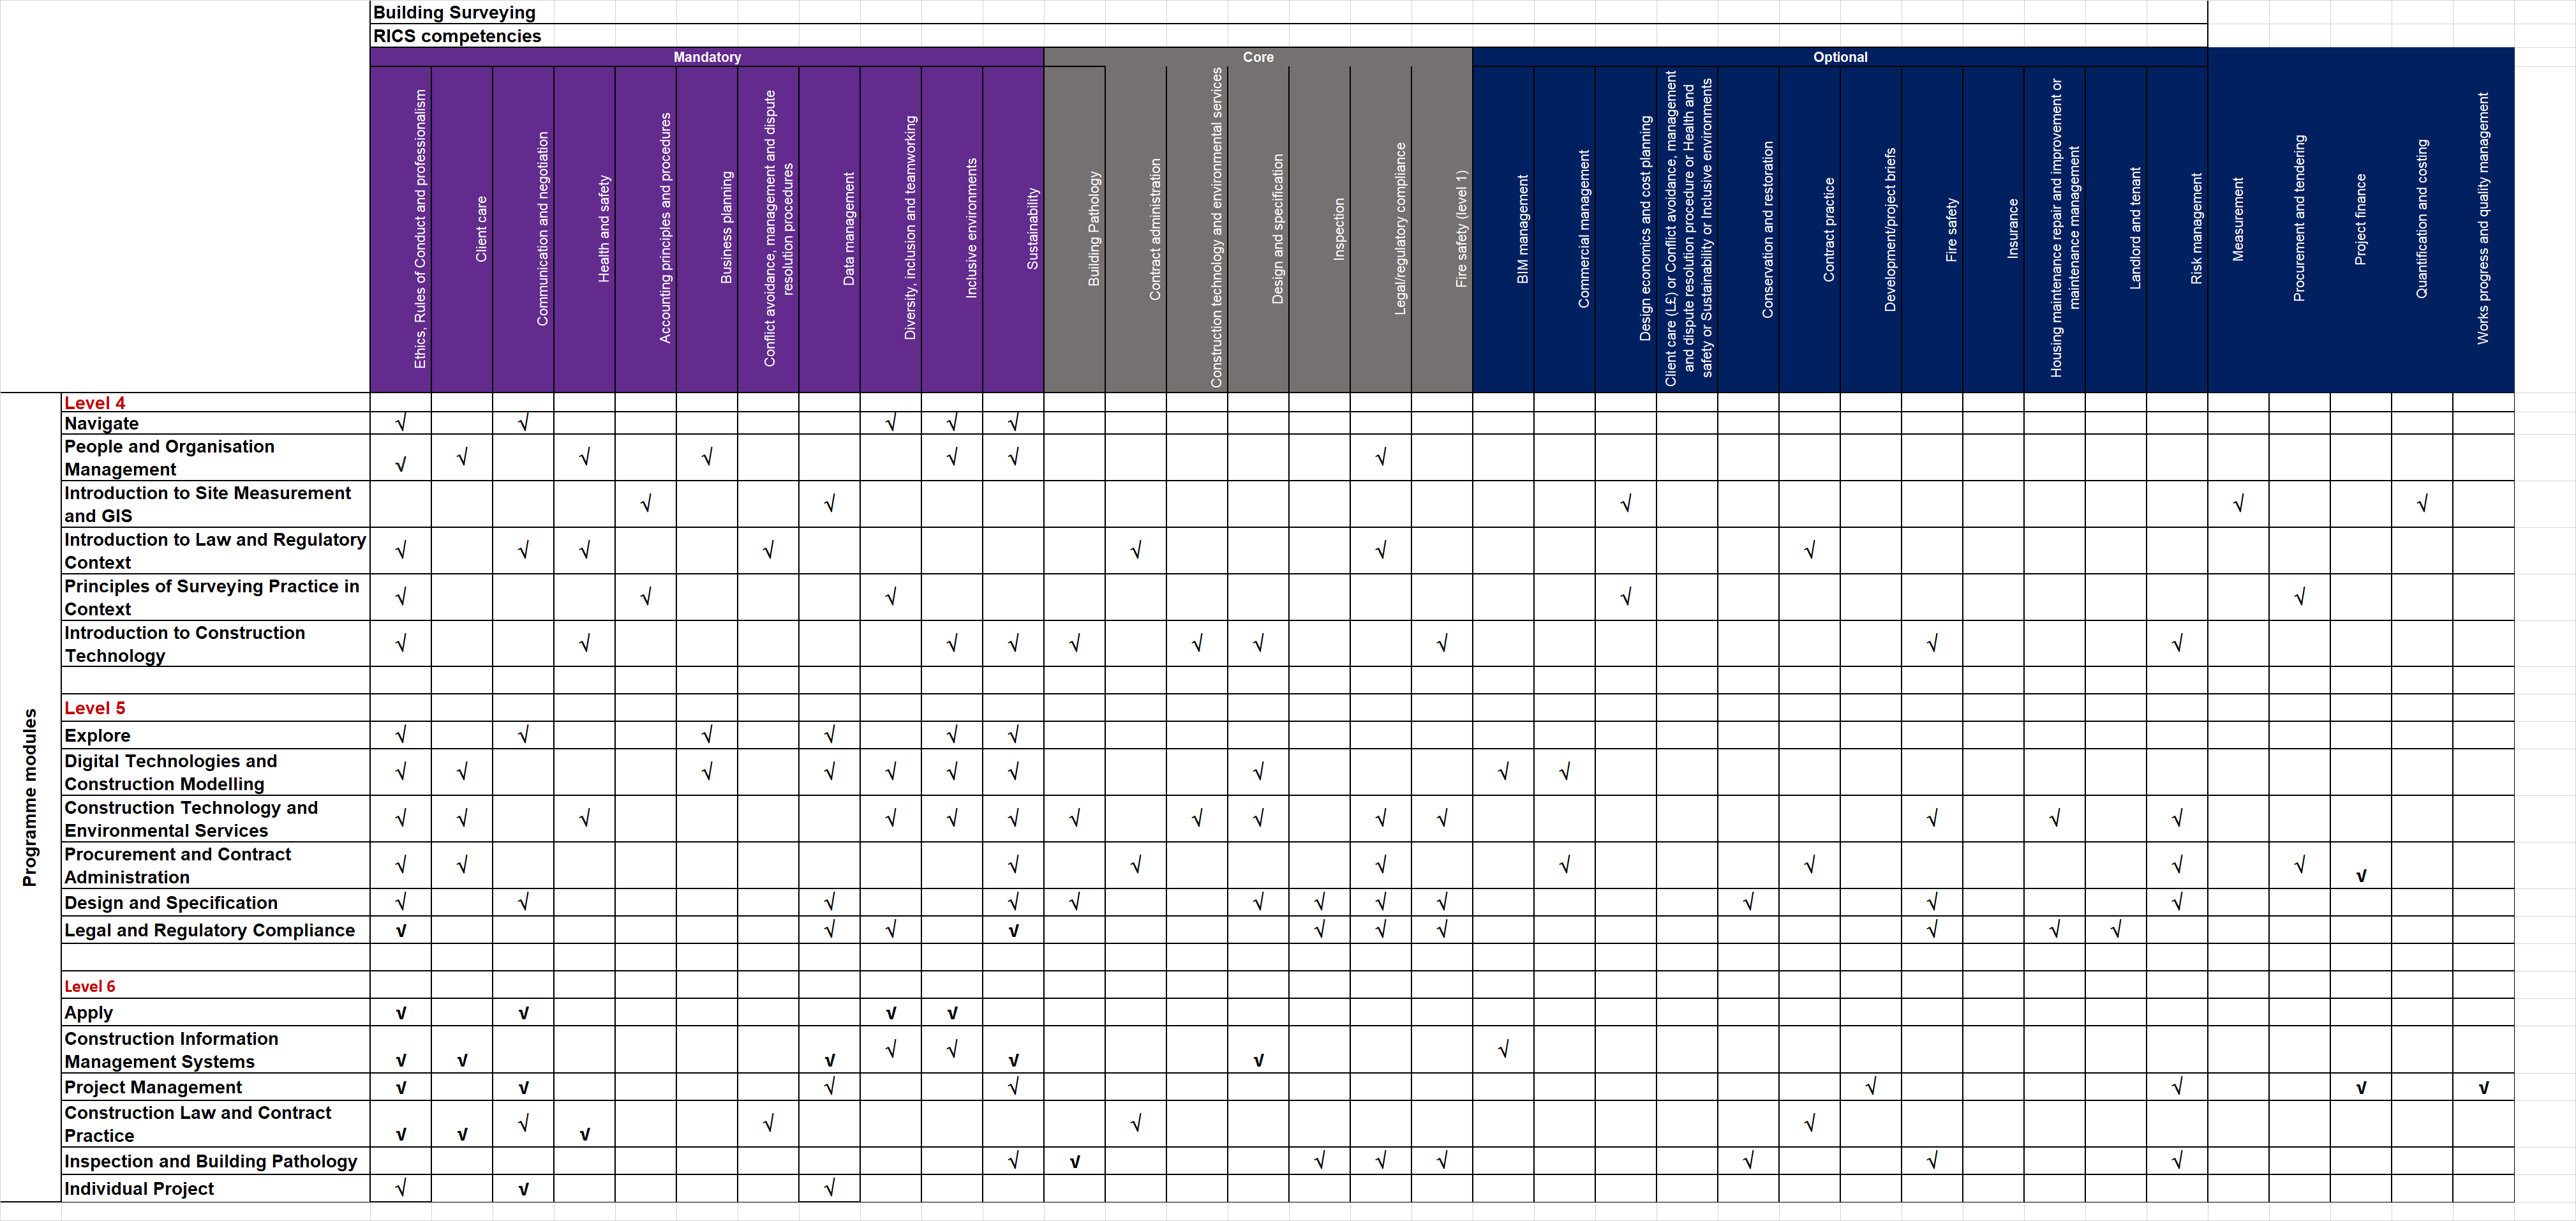 Building Surveying
RICS competencies
Mandatory Core Optional
Ethics, Rules of Conduct and professionalism
Client care
Communication and negotiation
Health and safety
Accounting principles and procedures
Business planning
Conflict avoidance, management and dispute
resolution procedures
Data management
Diversity, inclusion and teamworking
Inclusive environments
Sustainability
Building Pathology
Contract administration
Construction technology and environmental services
Design and specification
Inspection
Legal/regulatory compliance
Fire safety (level 1)
BIM management
Commercial management
Design economics and cost planning
Client care (L£) or Conflict avoidance, management
and dispute resolution procedure or Health and
safety or Sustainability or Inclusive environments
Conservation and restoration
Contract practice
Development/project briefs
Fire safety
Insurance
Housing maintenance repair and improvement or
maintenance management
Landlord and tenant
Risk management
Measurement
Procurement and tendering
Project finance
Quantification and costing
Works progress and quality management
Programme modules
Level 4
Navigate √ √ √ √ √
People and Organisation
Management √ √ √ √ √ √ √
Introduction to Site Measurement
and GIS √ √ √ √ √
Introduction to Law and Regulatory
Context √ √ √ √ √ √ √
Principles of Surveying Practice in
Context √ √ √ √ √
Introduction to Construction
Technology √ √ √ √ √ √ √ √ √ √
Level 5
Explore √ √ √ √ √ √
Digital Technologies and
Construction Modelling √ √ √ √ √ √ √ √ √ √
Construction Technology and
Environmental Services √ √ √ √ √ √ √ √ √ √ √ √ √ √
Procurement and Contract
Administration √ √ √ √ √ √ √ √ √ √
Design and Specification √ √ √ √ √ √ √ √ √ √ √ √
Legal and Regulatory Compliance √ √ √ √ √ √ √ √ √ √
Level 6
Apply √ √ √ √
Construction Information
Management Systems √ √ √ √ √ √ √ √
Project Management √ √ √ √ √ √ √ √
Construction Law and Contract
Practice √ √ √ √ √ √ √
Inspection and Building Pathology √ √ √ √ √ √ √ √
Individual Project √ √ √